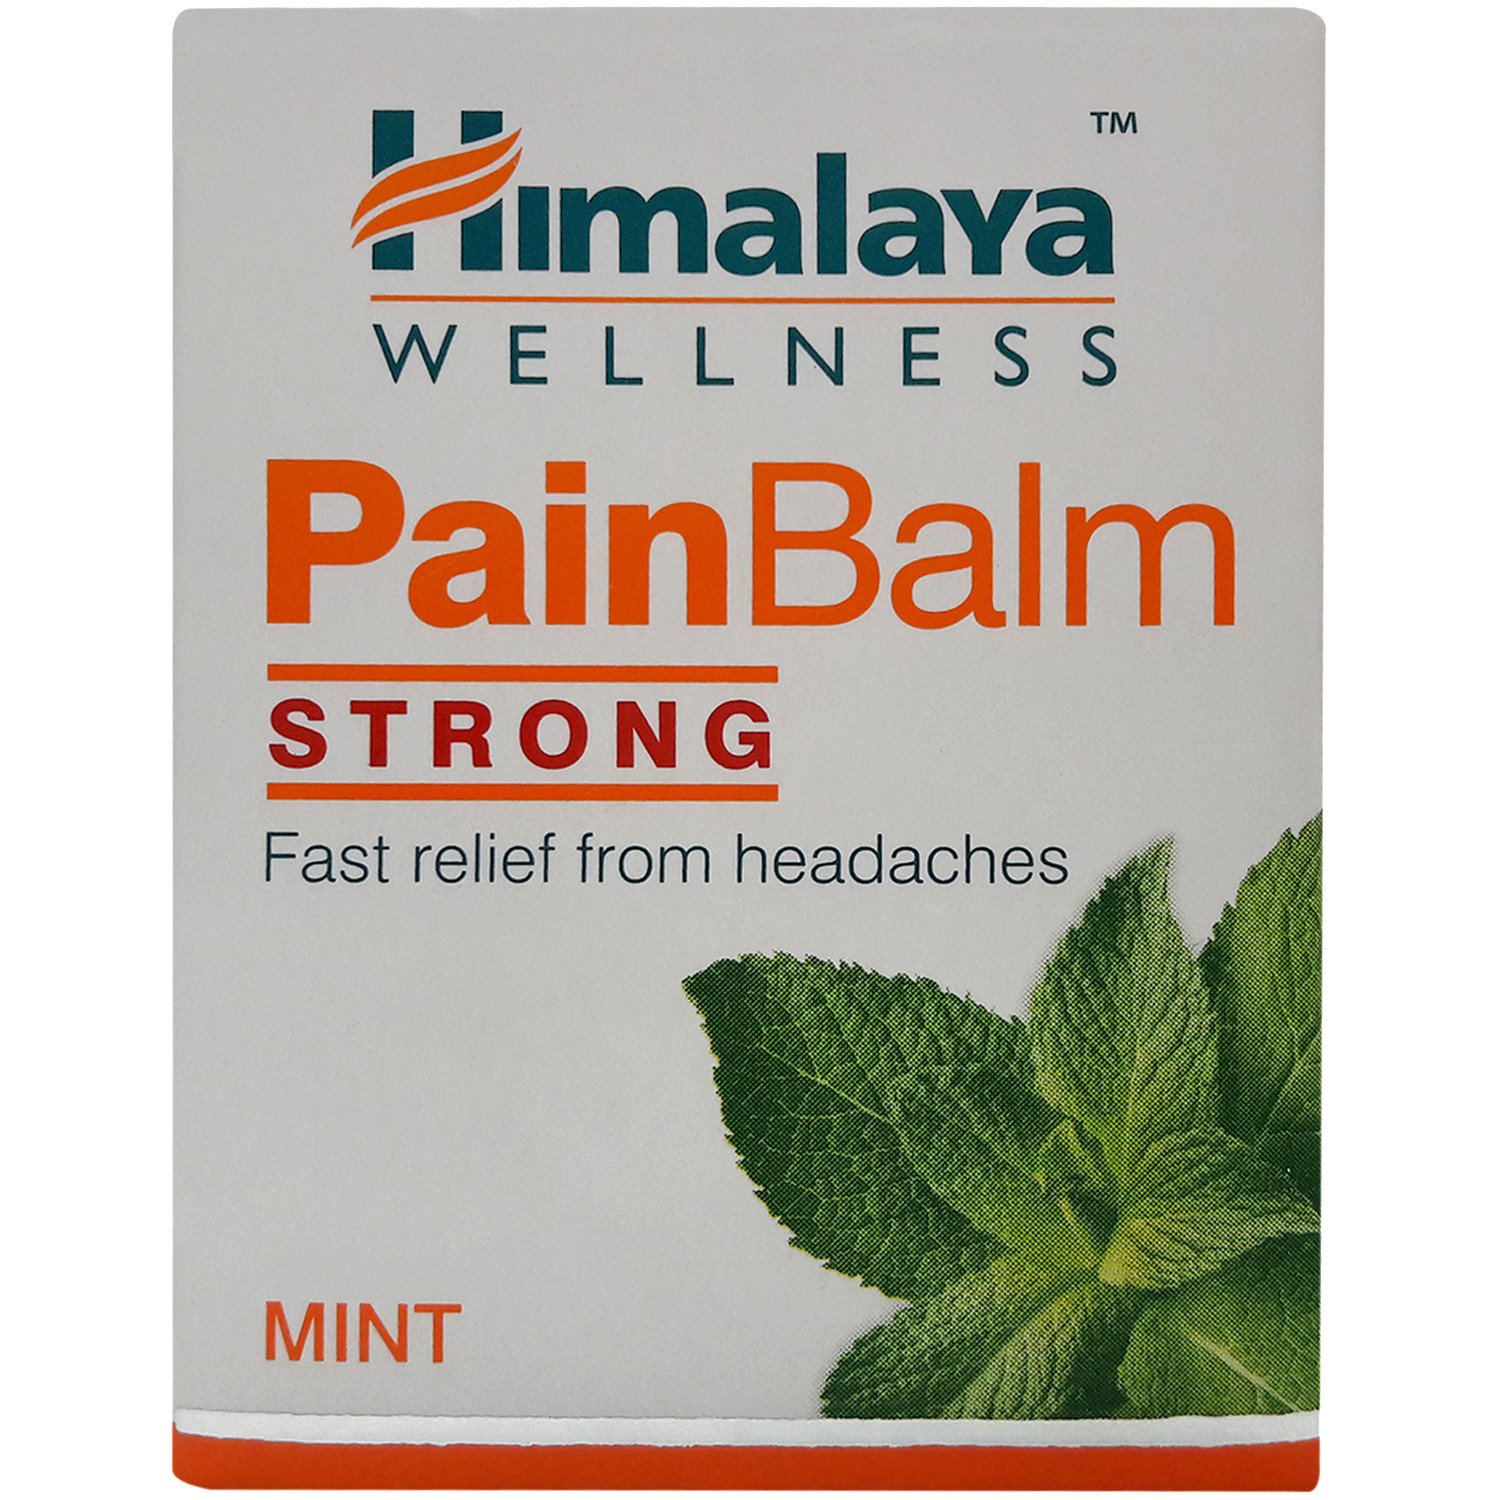 Himalaya™
WELLNESS
PainBalm
STRONG
Fast relief from headaches
MINT